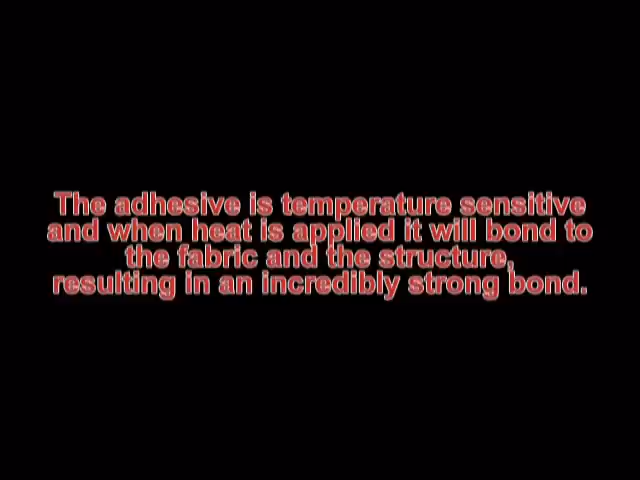 The adhesive is temperature sensitive
and when heat is applied it will bond to
the fabric and the structure,
resulting in an incredibly strong bond.